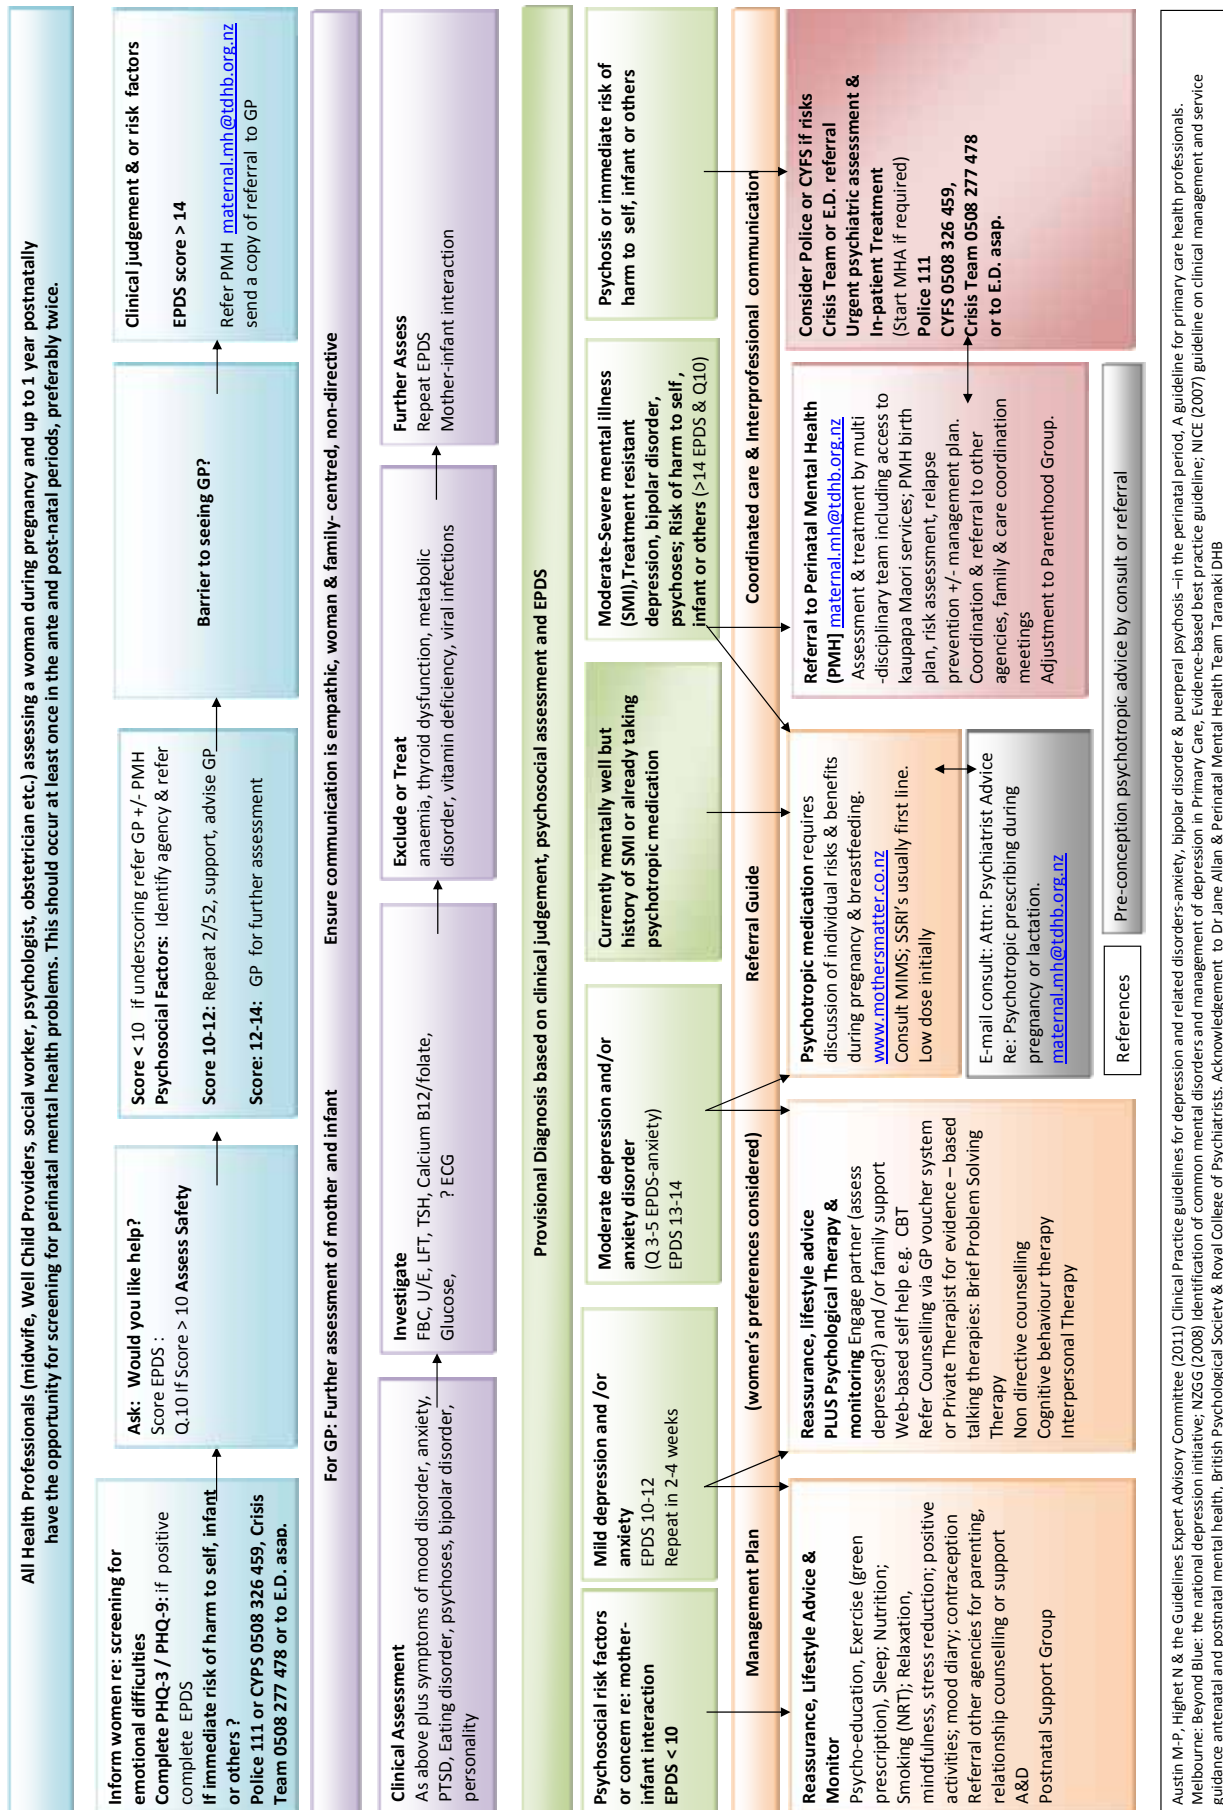 All Health Professionals (midwife, Well Child Providers, social worker, psychologist, obstetrician etc.) assessing a woman during pregnancy and up to 1 year postnatally
have the opportunity for screening for perinatal mental health problems. This should occur at least once in the ante and post-natal periods, preferably twice.
Inform women re: screening for
emotional difficulties
Complete PHQ-3 / PHQ-9: if positive
complete EPDS
If immediate risk of harm to self, infant
or others ?
Police 111 or CYPS 0508 326 459, Crisis
Team 0508 277 478 or to E.D. asap.
Ask: Would you like help?
Score EPDS :
Q.10 If Score > 10 Assess Safety
Score < 10 if underscoring refer GP +/- PMH
Psychosocial Factors: Identify agency & refer
Score 10-12: Repeat 2/52, support, advise GP
Score: 12-14: GP for further assessment
Barrier to seeing GP?
Clinical judgement & or risk factors
EPDS score > 14
Refer PMH maternal.mh@tdhb.org.nz
send a copy of referral to GP
For GP: Further assessment of mother and infant Ensure communication is empathic, woman & family- centred, non-directive
Clinical Assessment
As above plus symptoms of mood disorder, anxiety,
PTSD, Eating disorder, psychoses, bipolar disorder,
personality
Investigate
FBC, U/E, LFT, TSH, Calcium B12/folate,
Glucose, ? ECG
Exclude or Treat
anaemia, thyroid dysfunction, metabolic
disorder, vitamin deficiency, viral infections
Further Assess
Repeat EPDS
Mother-infant interaction
Provisional Diagnosis based on clinical judgement, psychosocial assessment and EPDS
Psychosocial risk factors
or concern re: mother-
infant interaction
EPDS < 10
Mild depression and /or
anxiety
EPDS 10-12
Repeat in 2-4 weeks
Moderate depression and/or
anxiety disorder
(Q 3-5 EPDS-anxiety)
EPDS 13-14
Currently mentally well but
history of SMI or already taking
psychotropic medication
Moderate-Severe mental illness
(SMI),Treatment resistant
depression, bipolar disorder,
psychoses; Risk of harm to self ,
infant or others (>14 EPDS & Q10)
Psychosis or immediate risk of
harm to self, infant or others
Management Plan (women's preferences considered) Referral Guide Coordinated care & Interprofessional communication
Reassurance, Lifestyle Advice &
Monitor
Psycho-education, Exercise (green
prescription), Sleep; Nutrition;
Smoking (NRT); Relaxation,
mindfulness, stress reduction; positive
activities; mood diary; contraception
Referral other agencies for parenting,
relationship counselling or support
A&D
Postnatal Support Group
Reassurance, lifestyle advice
PLUS Psychological Therapy &
monitoring Engage partner (assess
depressed?) and /or family support
Web-based self help e.g. CBT
Refer Counselling via GP voucher system
or Private Therapist for evidence – based
talking therapies: Brief Problem Solving
Therapy
Non directive counselling
Cognitive behaviour therapy
Interpersonal Therapy
Psychotropic medication requires
discussion of individual risks & benefits
during pregnancy & breastfeeding.
www.mothersmatter.co.nz
Consult MIMS; SSRI's usually first line.
Low dose initially
E-mail consult: Attn: Psychiatrist Advice
Re: Psychotropic prescribing during
pregnancy or lactation.
maternal.mh@tdhb.org.nz
Referral to Perinatal Mental Health
(PMH] maternal.mh@tdhb.org.nz
Assessment & treatment by multi
-disciplinary team including access to
kaupapa Maori services; PMH birth
plan, risk assessment, relapse
prevention +/- management plan.
Coordination & referral to other
agencies, family & care coordination
meetings
Adjustment to Parenthood Group.
Consider Police or CYFS if risks
Crisis Team or E.D. referral
Urgent psychiatric assessment &
In-patient Treatment
(Start MHA if required)
Police 111
CYFS 0508 326 459,
Crisis Team 0508 277 478
or to E.D. asap.
References
Pre-conception psychotropic advice by consult or referral
Austin M-P, Highet N & the Guidelines Expert Advisory Committee (2011) Clinical Practice guidelines for depression and related disorders-anxiety, bipolar disorder & puerperal psychosis –in the perinatal period, A guideline for primary care health professionals.
Melbourne: Beyond Blue: the national depression initiative; NZGG (2008) Identification of common mental disorders and management of depression in Primary Care, Evidence-based best practice guideline; NICE (2007) guideline on clinical management and service
guidance antenatal and postnatal mental health, British Psychological Society & Royal College of Psychiatrists. Acknowledgement to Dr Jane Allan & Perinatal Mental Health Team Taranaki DHB